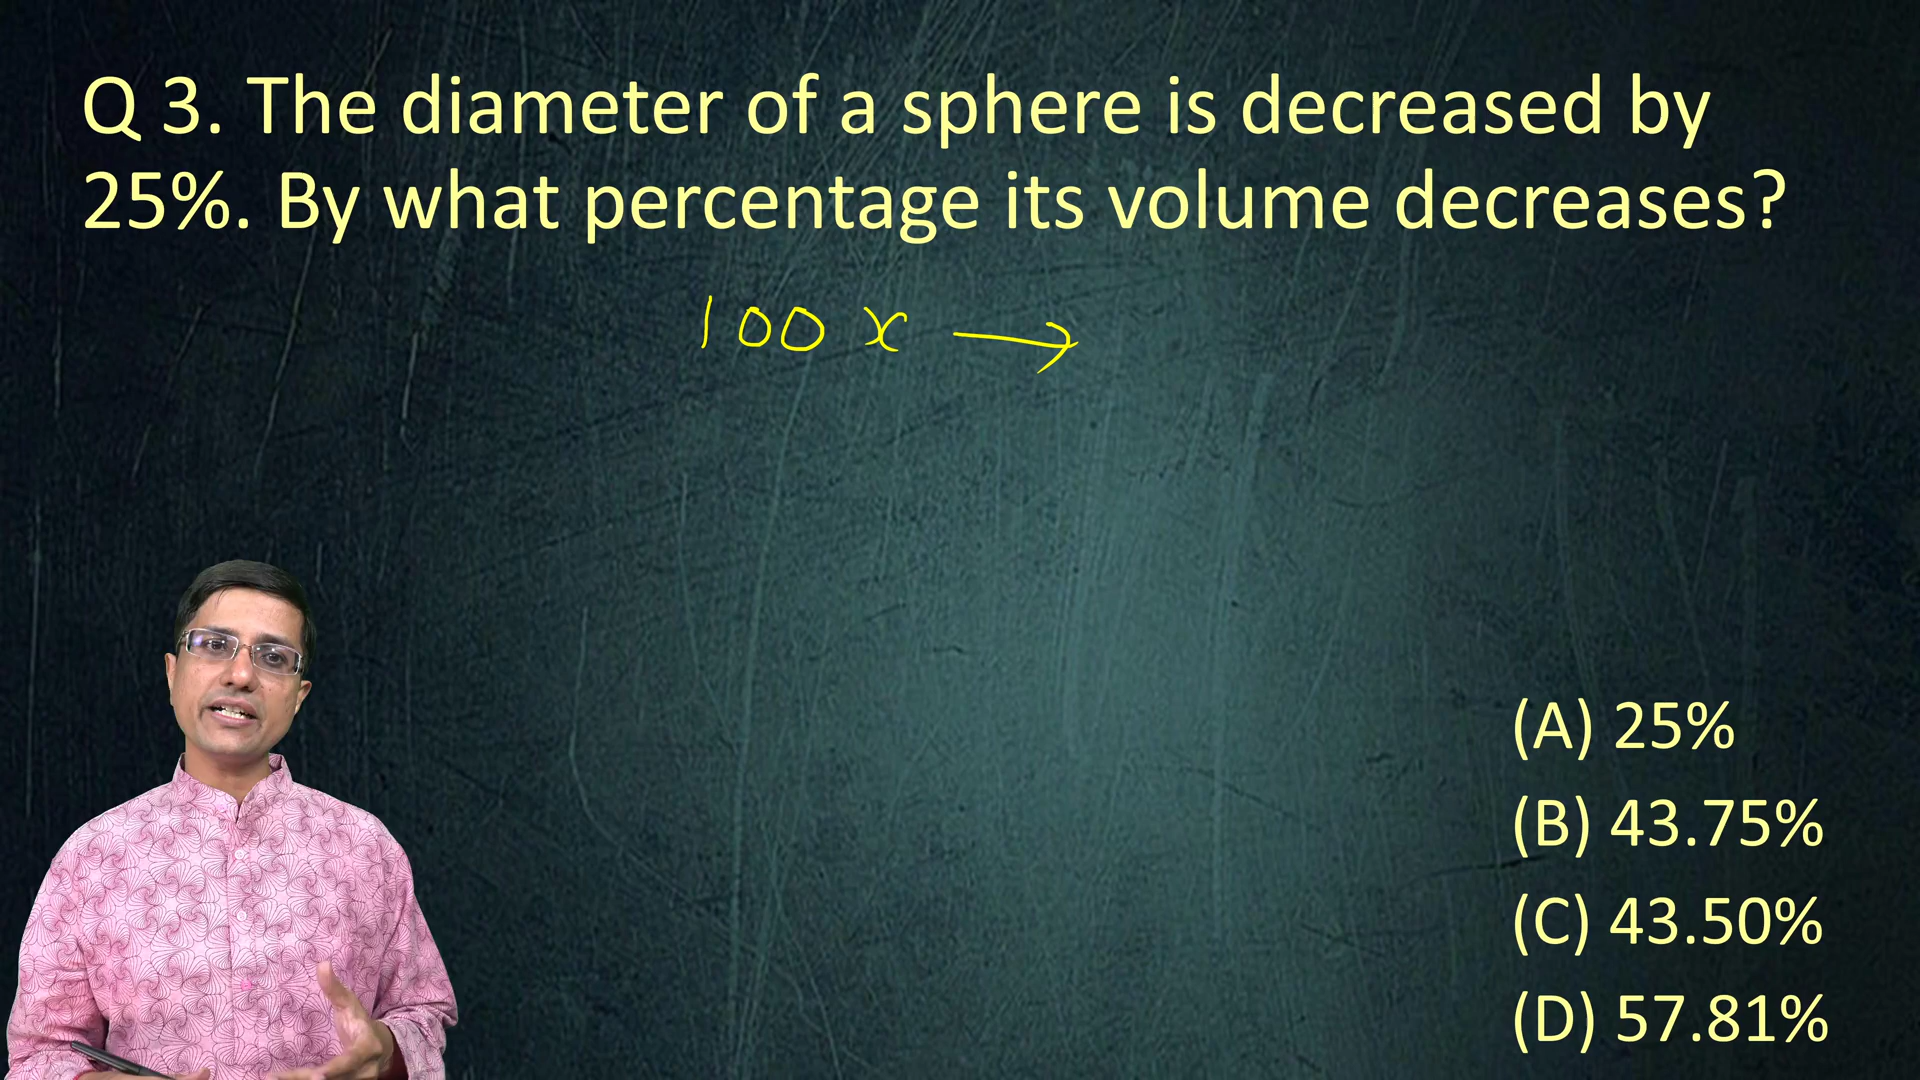 Q 3. The diameter of a sphere is decreased by
25%. By what percentage its volume decreases?
100 x →
(A) 25%
(B) 43.75%
(C) 43.50%
(D) 57.81%